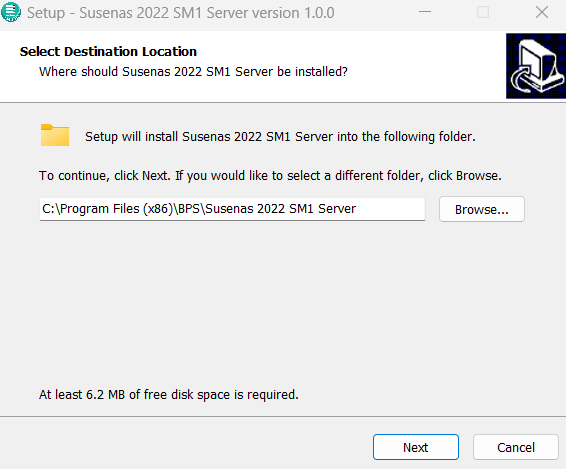 Setup - Susenas 2022 SM1 Server version 1.0.0
Select Destination Location
Where should Susenas 2022 SM1 Server be installed?
Setup will install Susenas 2022 SM1 Server into the following folder.
To continue, click Next. If you would like to select a different folder, click Browse.
C:\Program Files (x86)\BPS\Susenas 2022 SM1 Server
Browse...
At least 6.2 MB of free disk space is required.
Next
Cancel